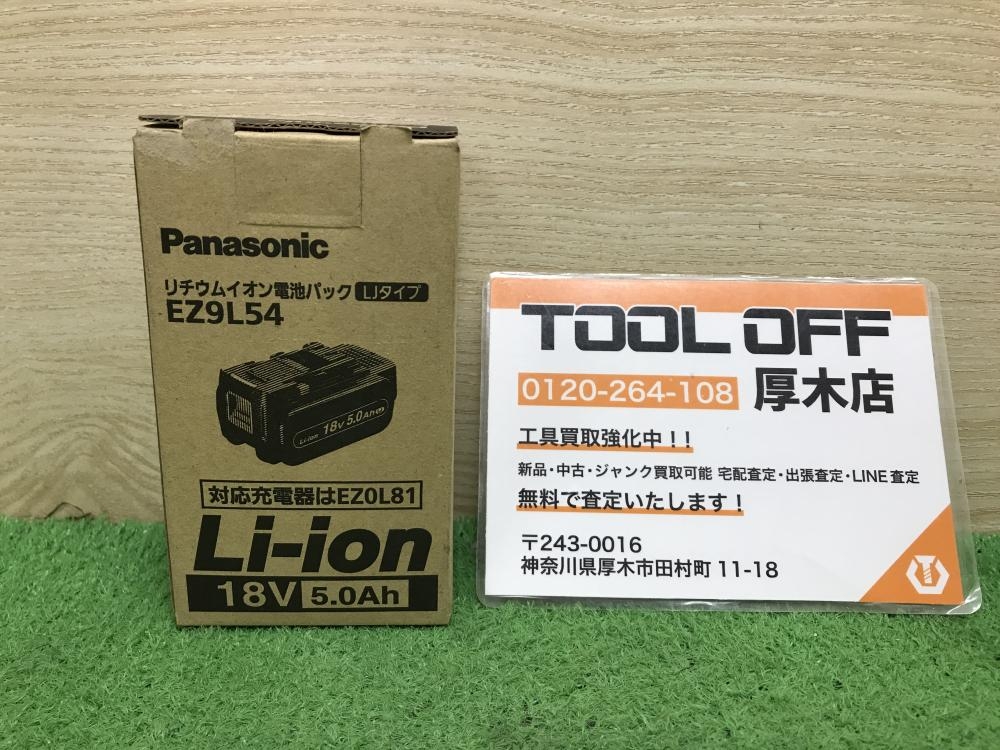 Panasonic
リチウムイオン電池パック LJタイプ
EZ9L54
Li-ion 18V 5.0Ah LJ
対応充電器はEZ0L81
Li-ion
18V 5.0Ah
TOOL OFF
0120-264-108 厚木店
工具買取強化中!!
新品・中古・ジャンク買取可能 宅配査定・出張査定・LINE査定
無料で査定いたします!
〒243-0016
神奈川県厚木市田村町 11-18